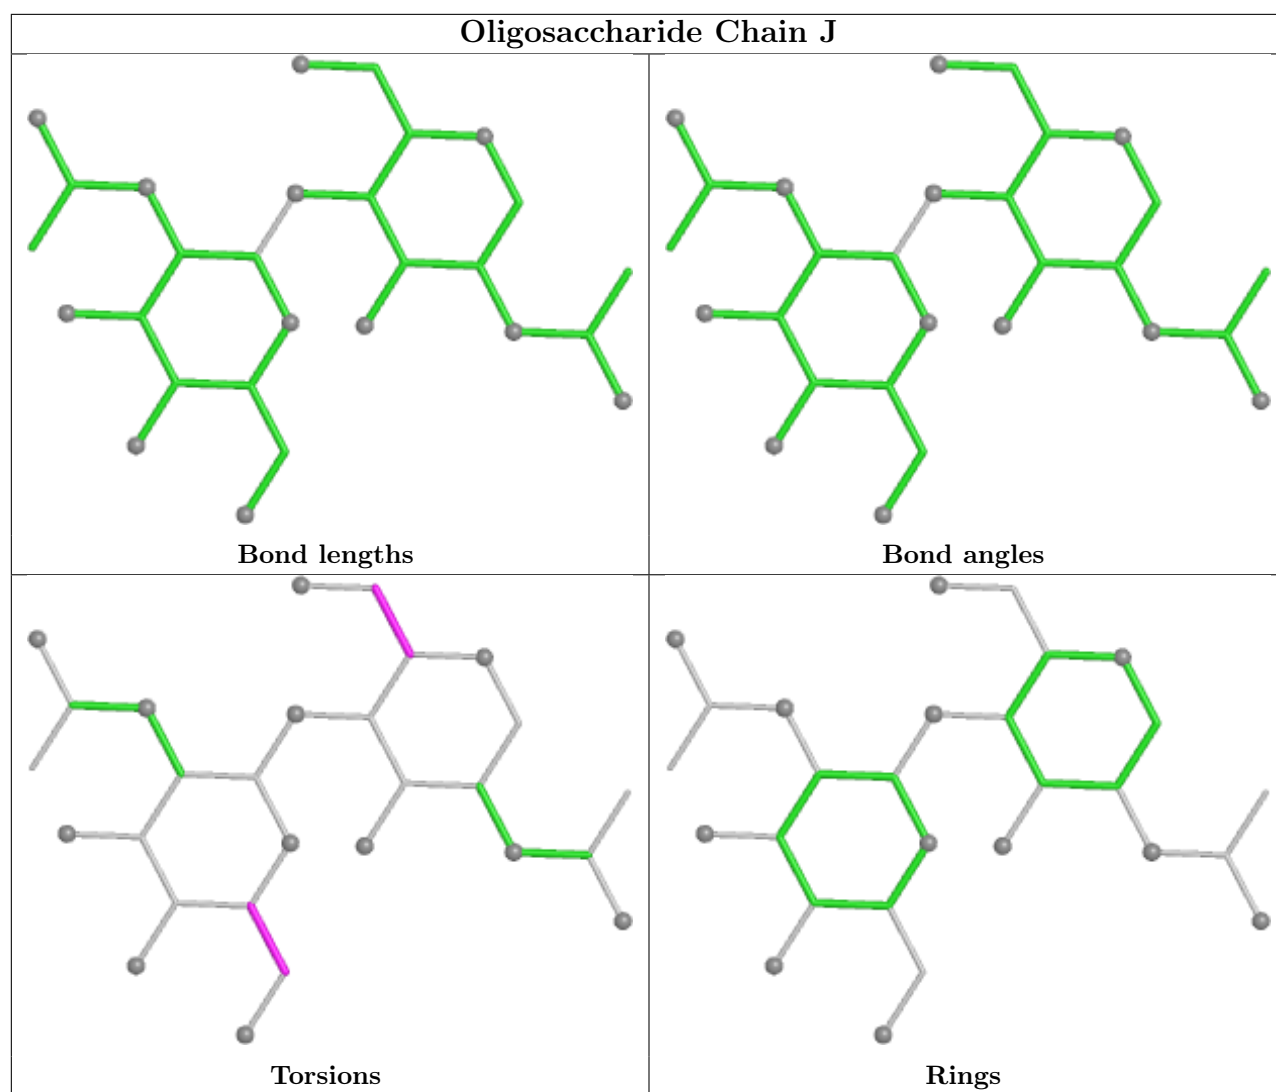 Oligosaccharide Chain J
Bond lengths
Bond angles
Torsions
Rings